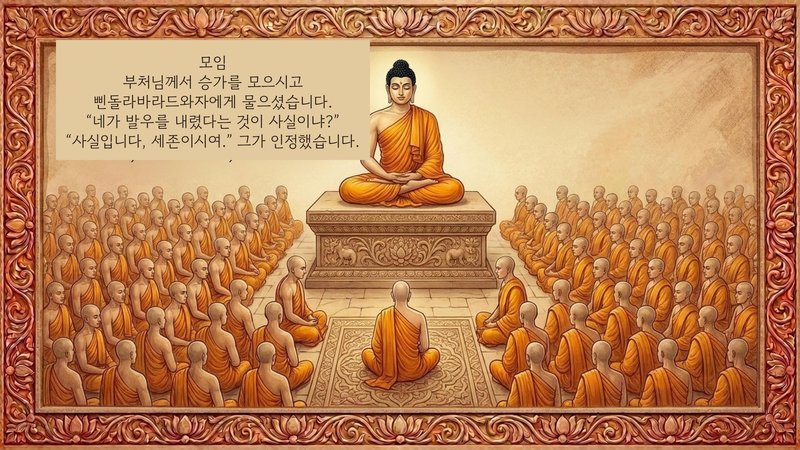 모임
부처님께서 승가를 모으시고
삔돌라바라드와자에게 물으셨습니다.
“네가 발우를 내렸다는 것이 사실이냐?”
“사실입니다, 세존이시여.” 그가 인정했습니다.